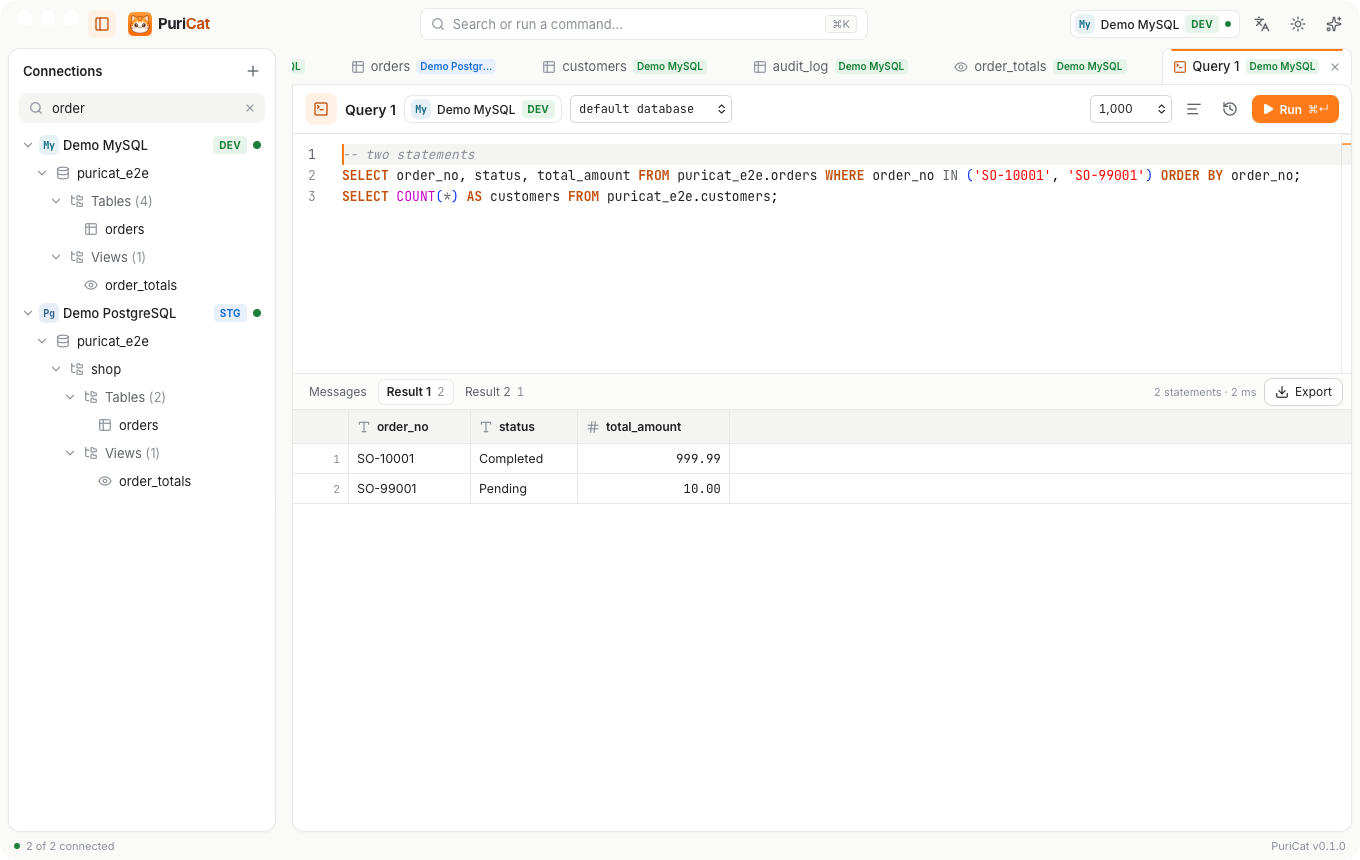 PuriCat
Search or run a command... ⌘K
My Demo MySQL DEV
Connections
order
My Demo MySQL DEV
puricat_e2e
Tables (4)
orders
Views (1)
order_totals
Pg Demo PostgreSQL STG
puricat_e2e
shop
Tables (2)
orders
Views (1)
order_totals
QL
orders Demo Postgr...
customers Demo MySQL
audit_log Demo MySQL
order_totals Demo MySQL
Query 1 Demo MySQL
Query 1 My Demo MySQL DEV default database 1,000 Run ⌘↵
1 -- two statements
2 SELECT order_no, status, total_amount FROM puricat_e2e.orders WHERE order_no IN ('SO-10001', 'SO-99001') ORDER BY order_no;
3 SELECT COUNT(*) AS customers FROM puricat_e2e.customers;
Messages Result 1 2 Result 2 1 2 statements · 2 ms Export
order_no status # total_amount
1 SO-10001 Completed 999.99
2 SO-99001 Pending 10.00
2 of 2 connected
PuriCat v0.1.0